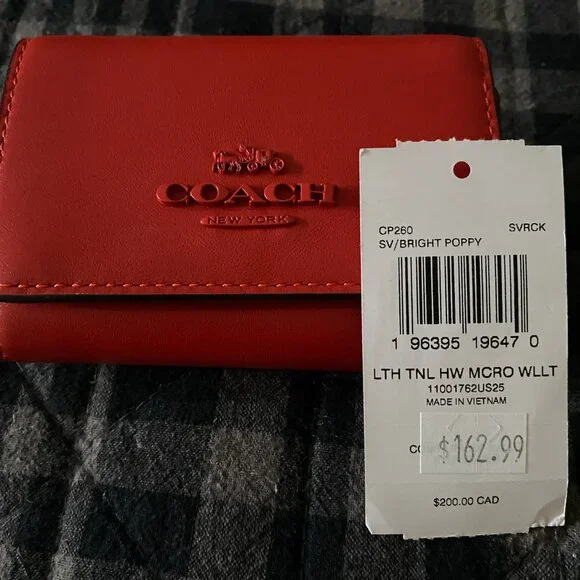 COACH
NEW YORK
CP260 SVRCK
SV/BRIGHT POPPY
1 96395 19647 0
LTH TNL HW MCRO WLLT
11001762US25
MADE IN VIETNAM
$162.99
$200.00 CAD